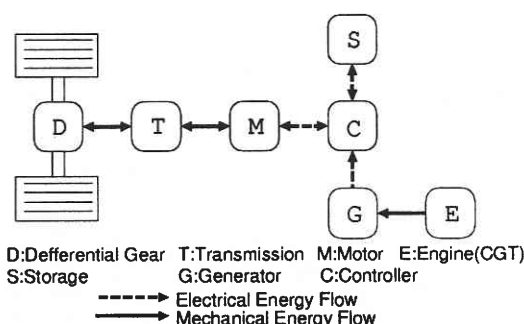 S
D T M C
G E
D:Defferential Gear T:Transmission M:Motor E:Engine(CGT)
S:Storage G:Generator C:Controller
Electrical Energy Flow
Mechanical Energy Flow